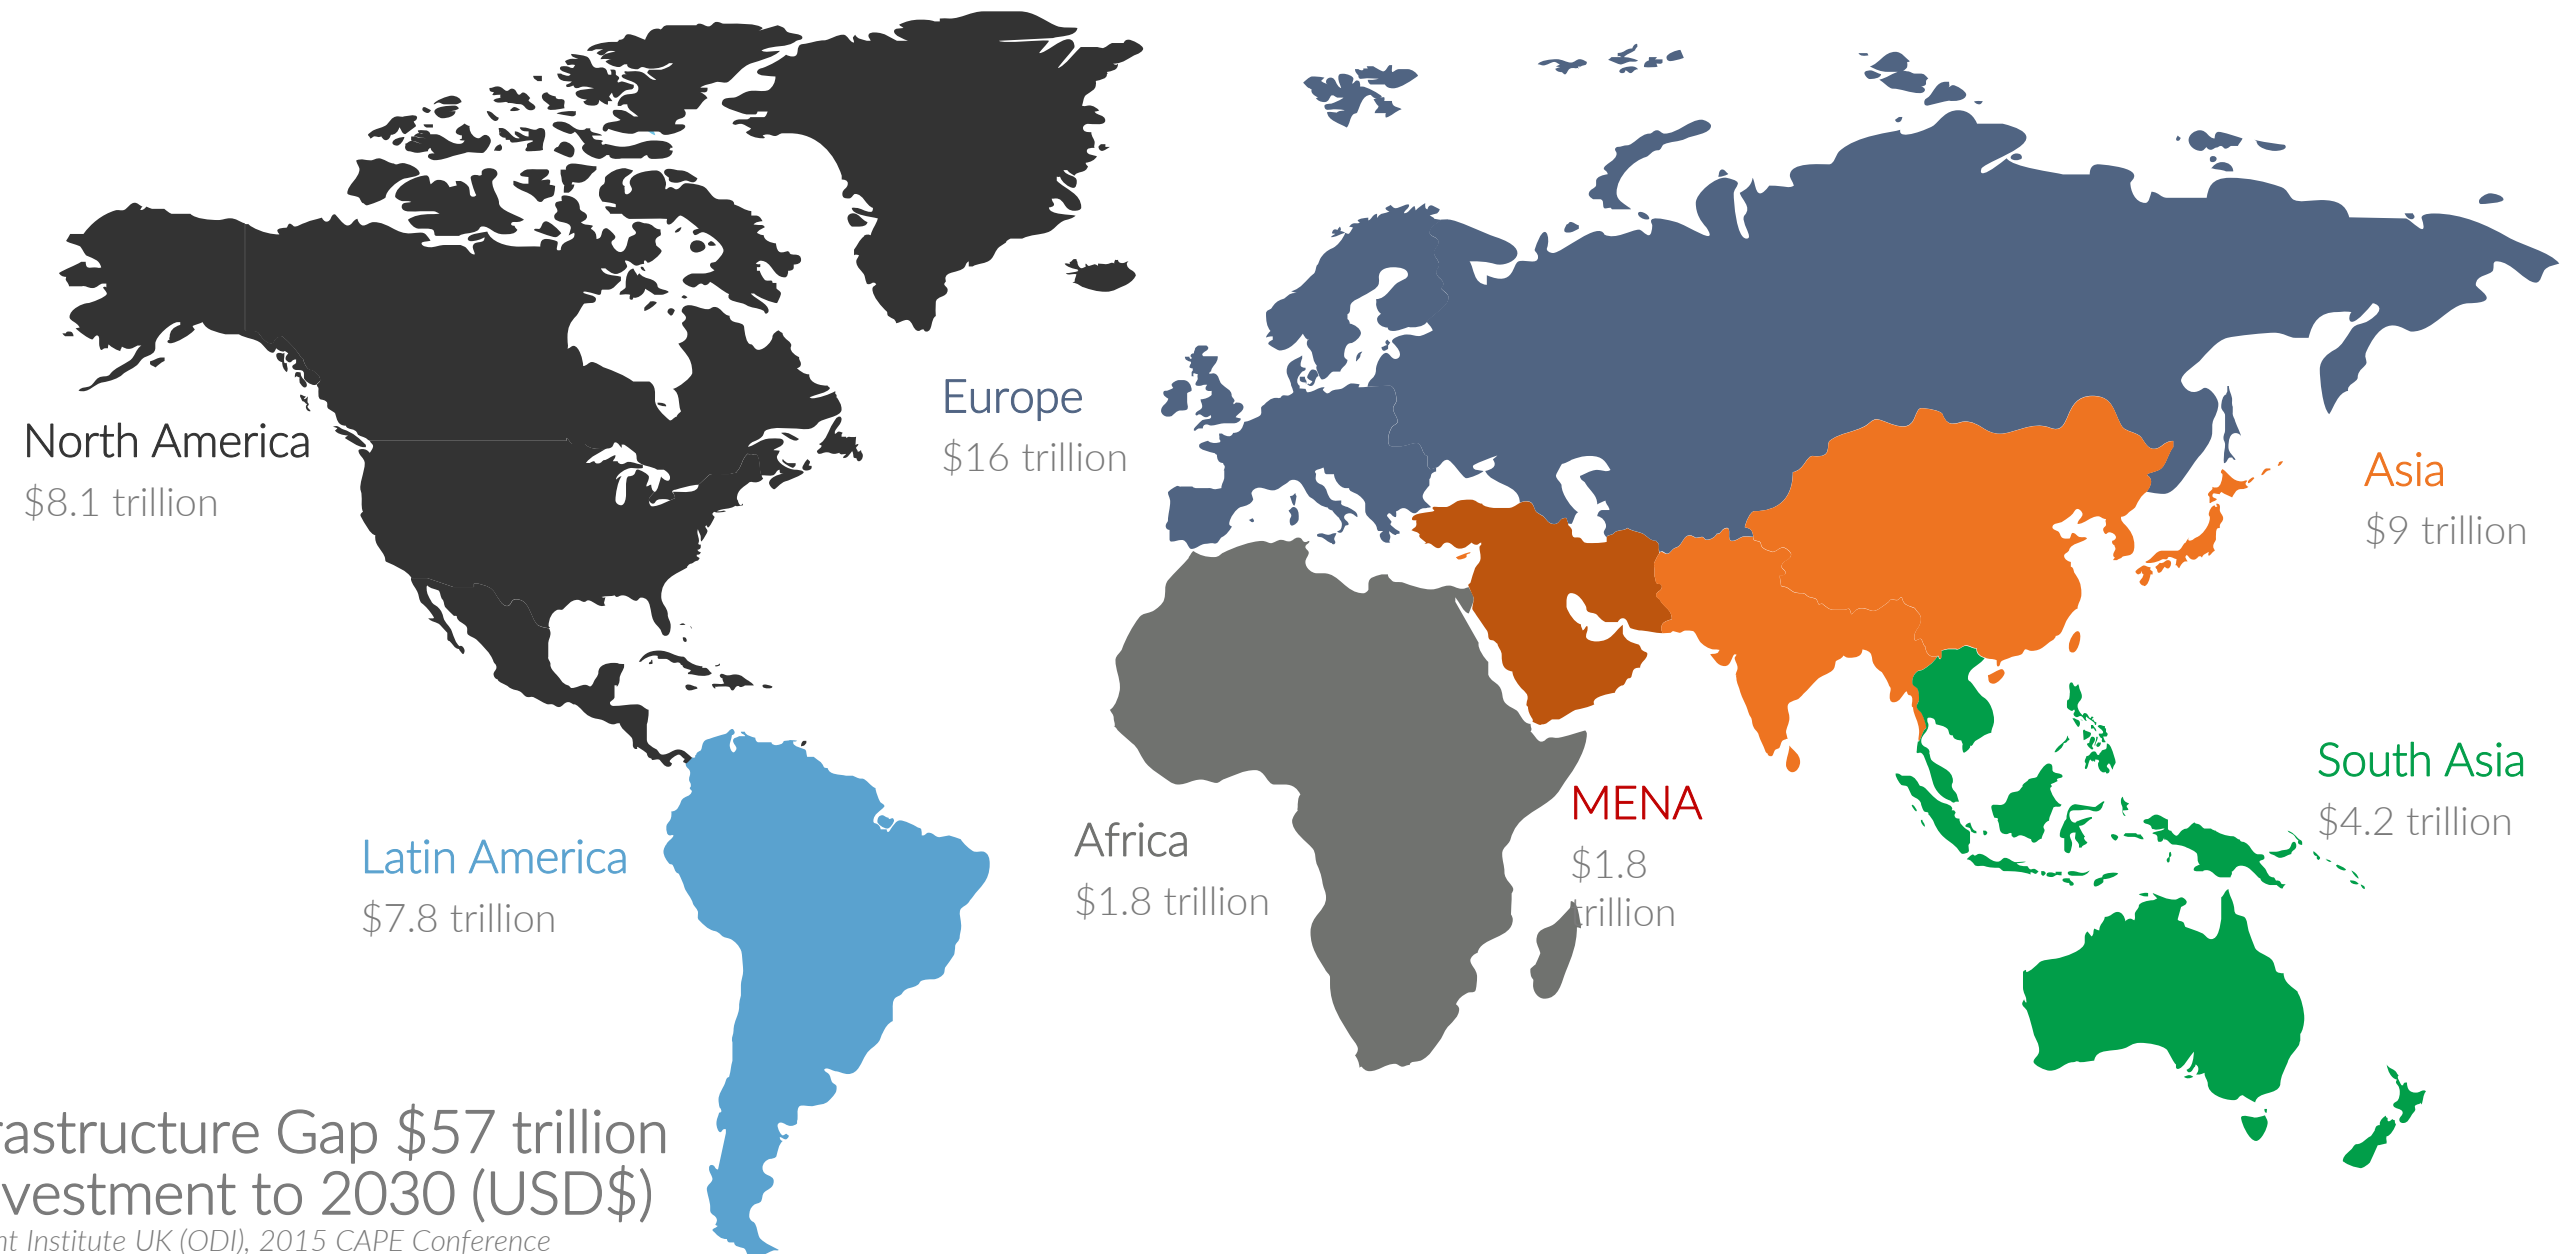 Europe
$16 trillion
North America
$8.1 trillion
Asia
$9 trillion
South Asia
$4.2 trillion
MENA
$1.8
trillion
Africa
$1.8 trillion
Latin America
$7.8 trillion
rastructure Gap $57 trillion
vestment to 2030 (USD$)
nt Institute UK (ODI), 2015 CAPE Conference